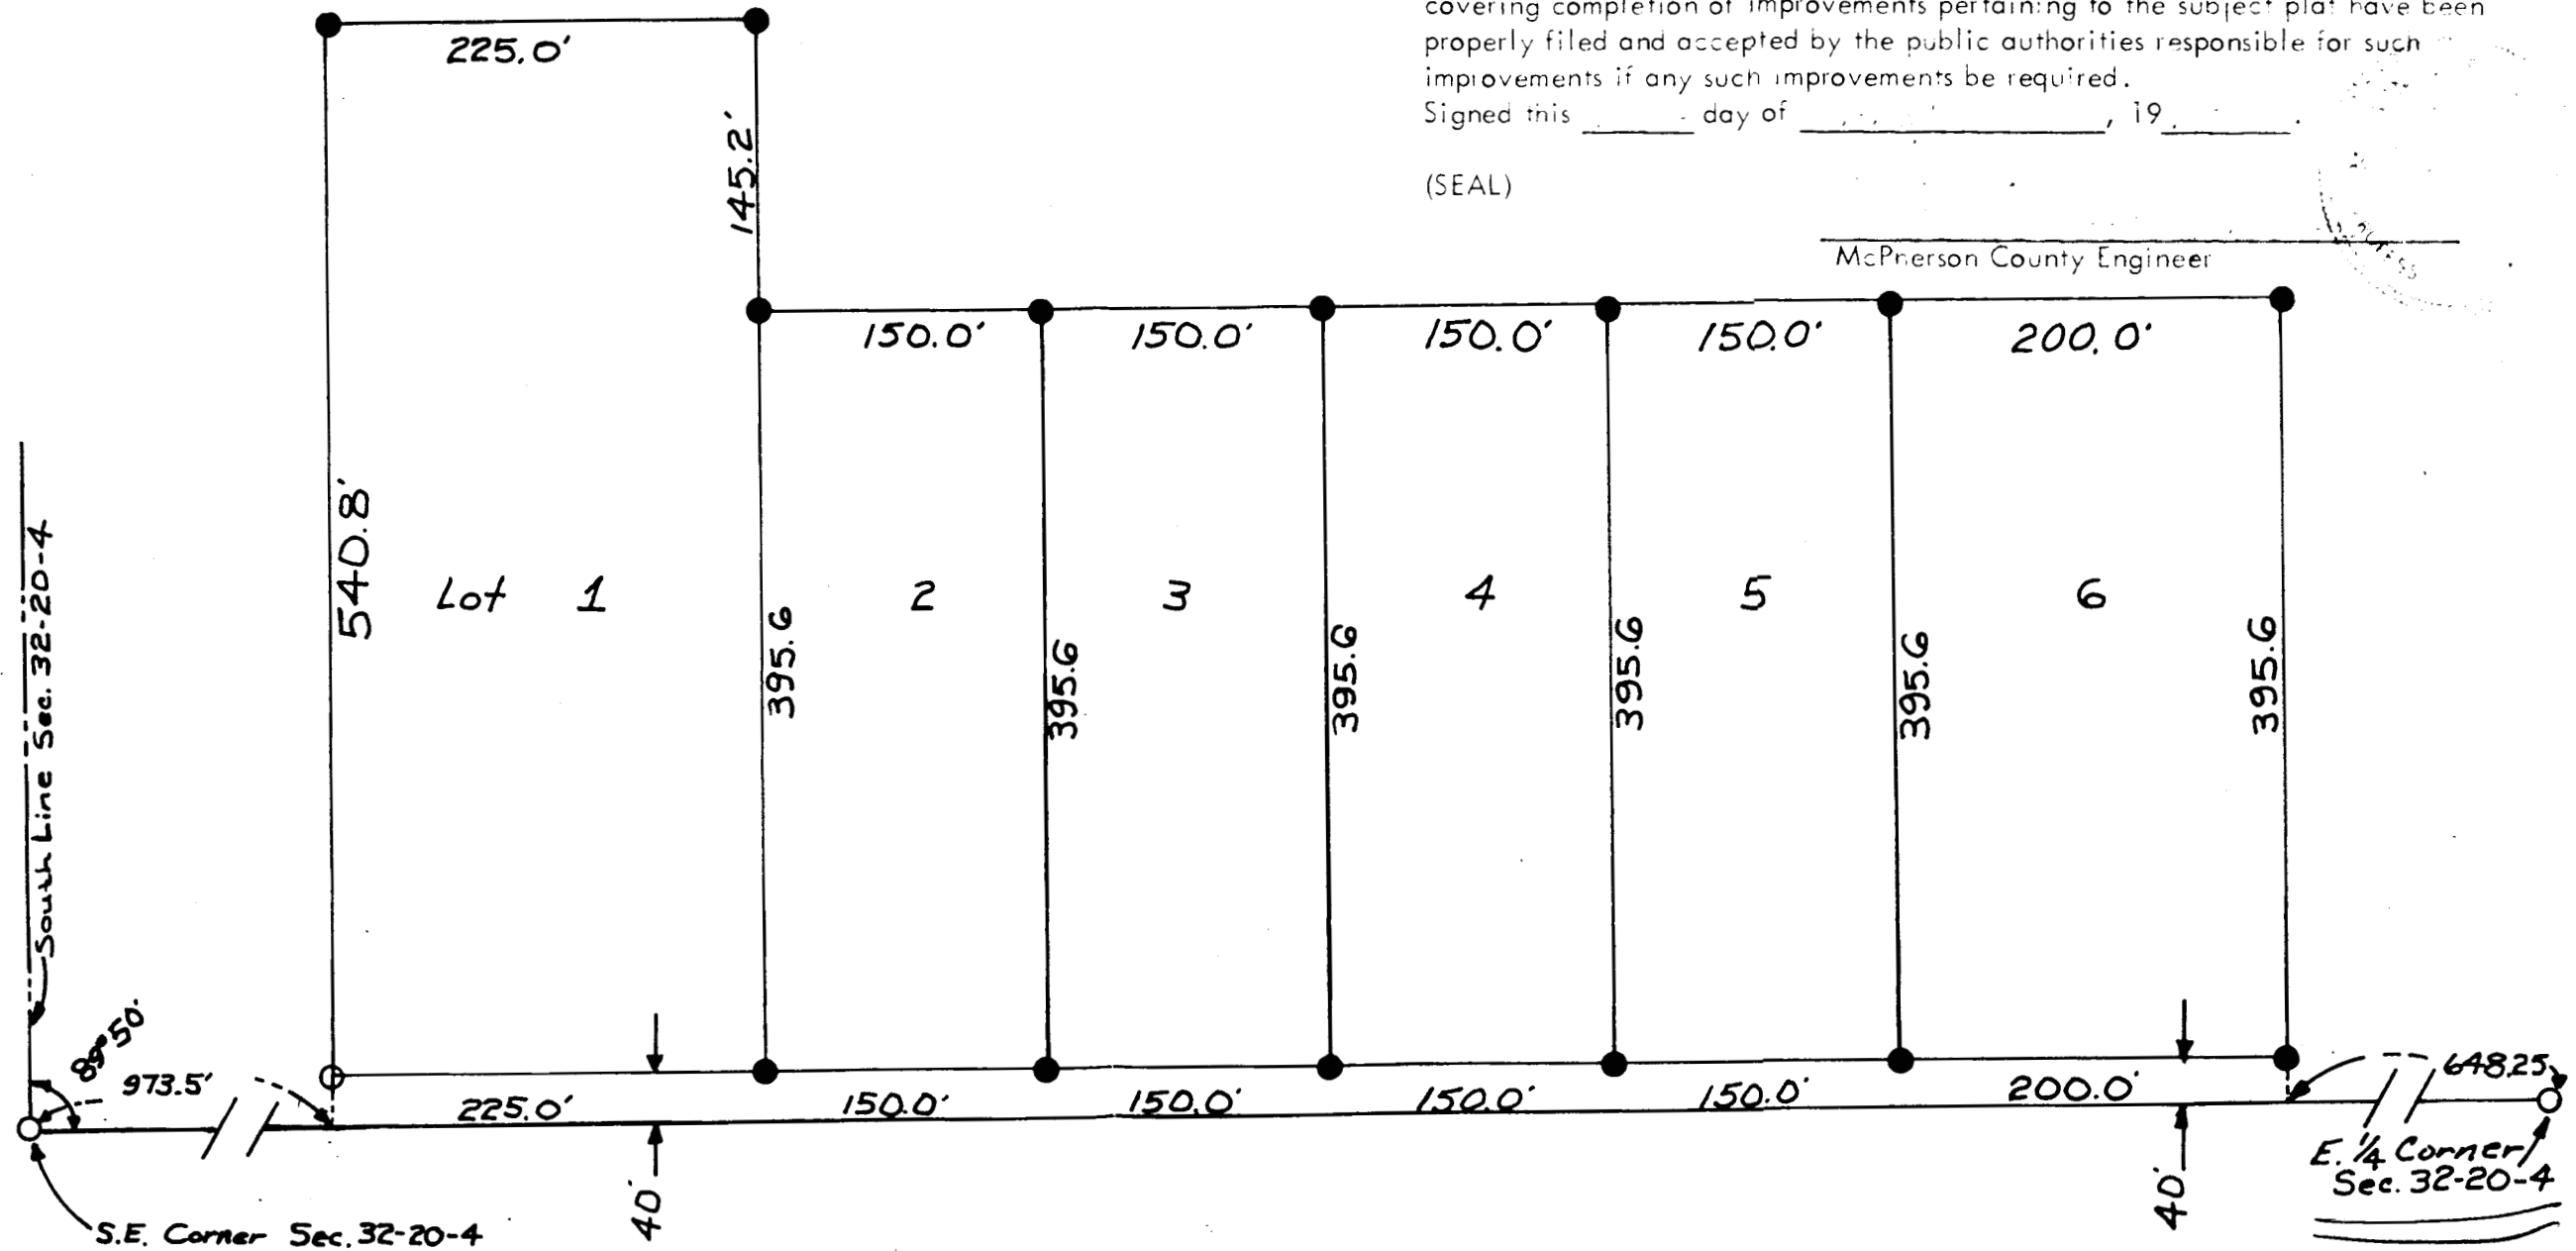 covering completion of improvements pertaining to the subject plat have been
properly filed and accepted by the public authorities responsible for such
improvements if any such improvements be required.
Signed this ______ day of ______________, 19______.
(SEAL)
McPherson County Engineer
225.0'
145.2'
150.0'
150.0'
150.0'
150.0'
200.0'
540.8'
Lot 1
2
3
4
5
6
395.6
395.6
395.6
395.6
395.6
395.6
South Line Sec. 32-20-4
89°50'
973.5'
225.0'
150.0'
150.0'
150.0'
150.0'
200.0'
648.25
40'
40'
S.E. Corner Sec. 32-20-4
E. 1/4 Corner
Sec. 32-20-4